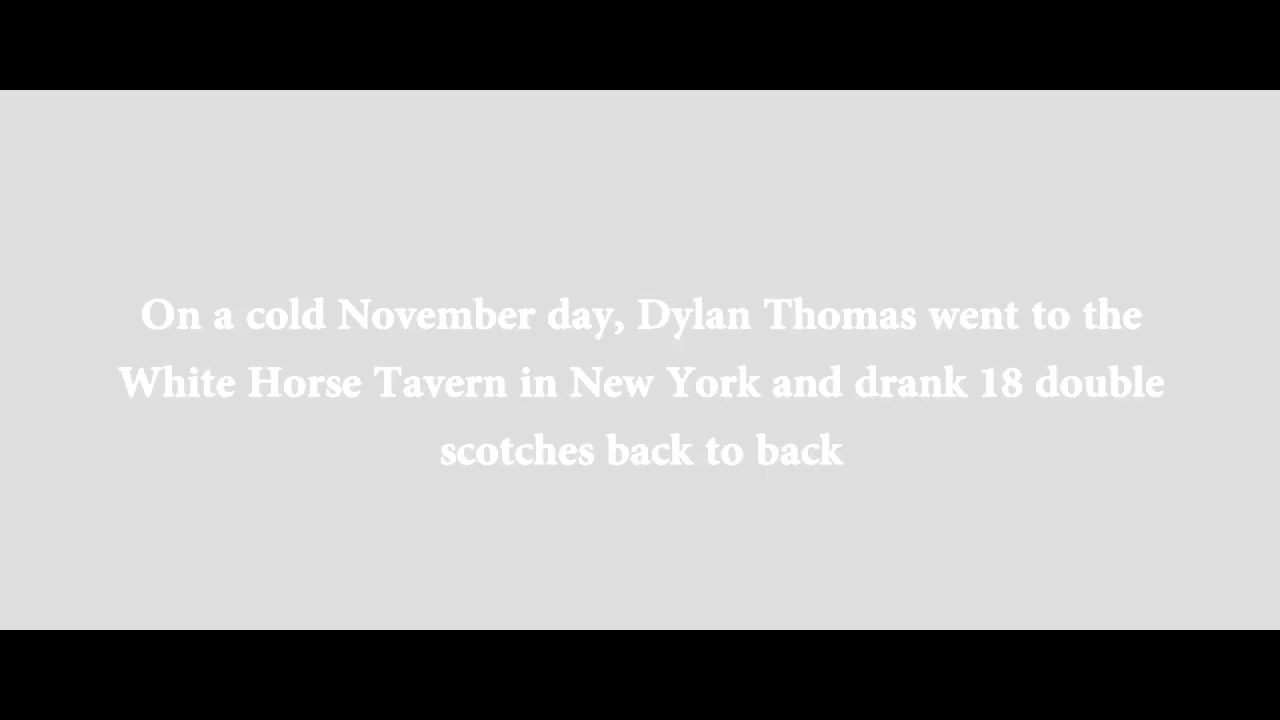 On a cold November day, Dylan Thomas went to the
White Horse Tavern in New York and drank 18 double
scotches back to back